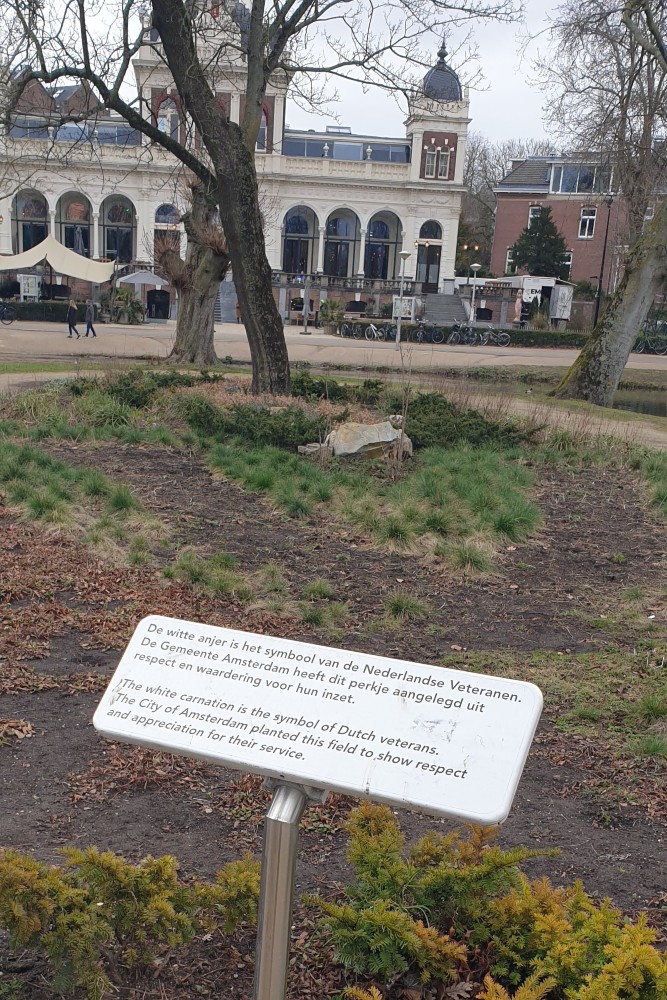 De witte anjer is het symbool van de Nederlandse Veteranen.
De Gemeente Amsterdam heeft dit perkje aangelegd uit
respect en waardering voor hun inzet.
The white carnation is the symbol of Dutch veterans.
The City of Amsterdam planted this field to show respect
and appreciation for their service.